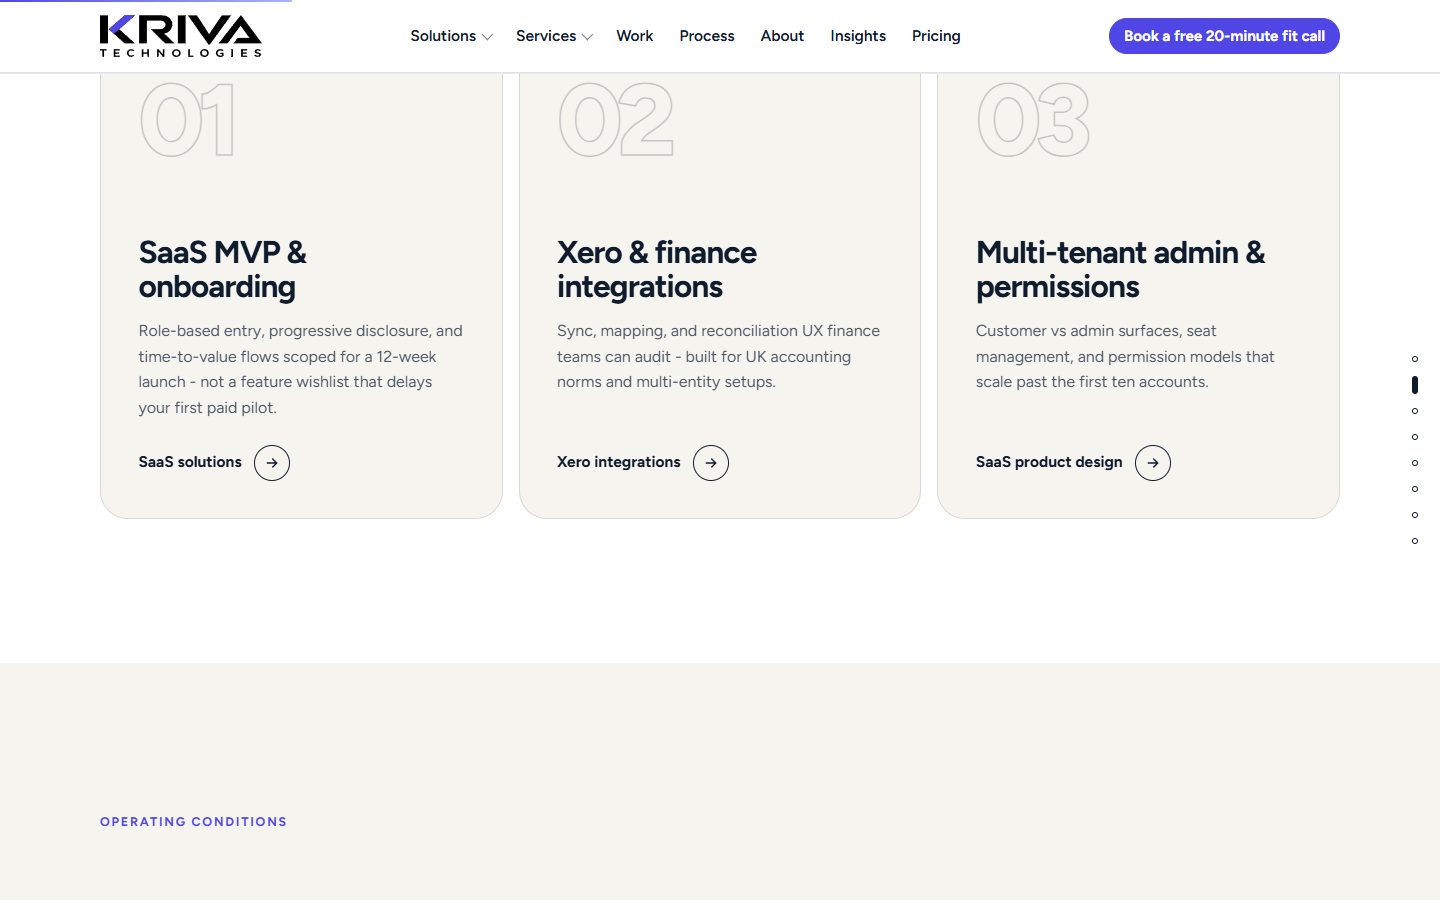 KRIVA
TECHNOLOGIES
Solutions
Services
Work
Process
About
Insights
Pricing
Book a free 20-minute fit call
01
SaaS MVP &
onboarding
Role-based entry, progressive disclosure, and
time-to-value flows scoped for a 12-week
launch - not a feature wishlist that delays
your first paid pilot.
SaaS solutions
02
Xero & finance
integrations
Sync, mapping, and reconciliation UX finance
teams can audit - built for UK accounting
norms and multi-entity setups.
Xero integrations
03
Multi-tenant admin &
permissions
Customer vs admin surfaces, seat
management, and permission models that
scale past the first ten accounts.
SaaS product design
OPERATING CONDITIONS